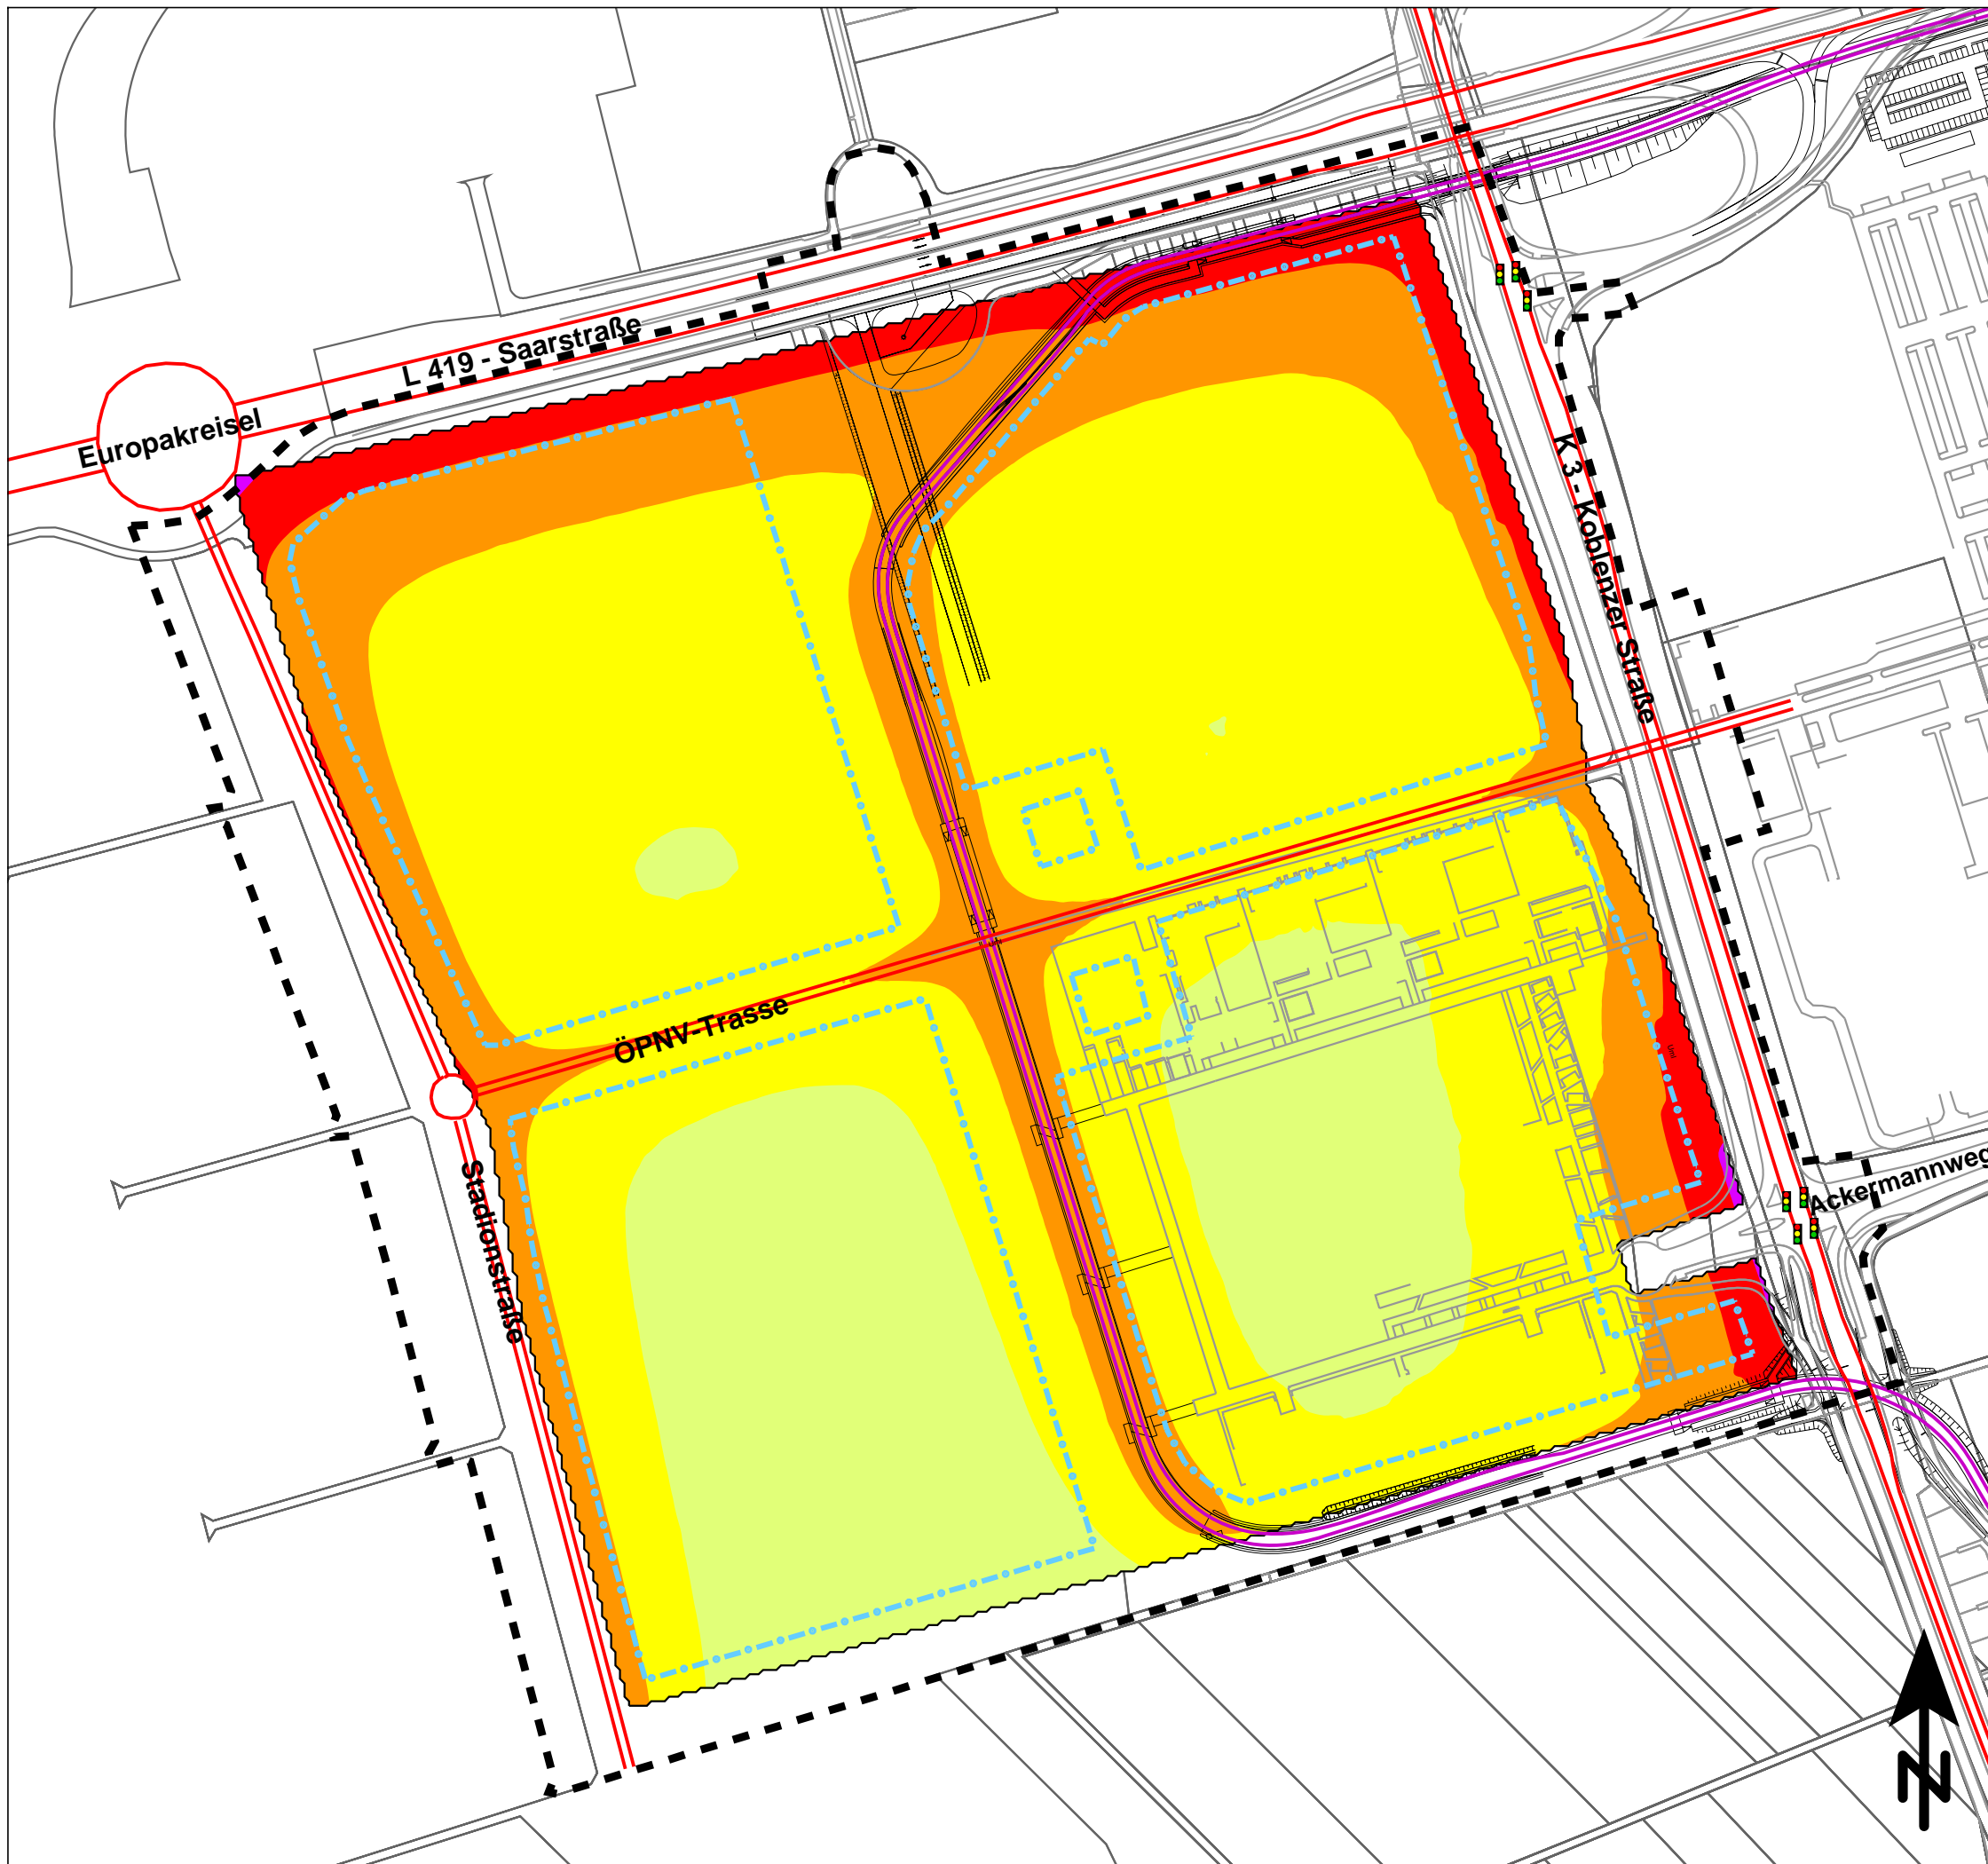 L 419 - Saarstraße
Europakreisel
K 3 - Koblenzer Straße
ÖPNV-Trasse
Stadionstraße
Ackermannweg
N